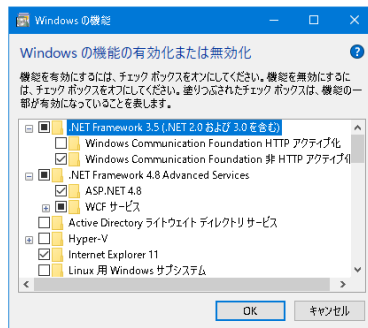 Windows の機能
Windows の機能の有効化または無効化
機能を有効にするには、チェック ボックスをオンにしてください。機能を無効にするに
は、チェック ボックスをオフにしてください。塗りつぶされたチェック ボックスは、機能の一
部が有効になっていることを表します。
.NET Framework 3.5 (.NET 2.0 および 3.0 を含む)
Windows Communication Foundation HTTP アクティブ化
Windows Communication Foundation 非 HTTP アクティブ化
.NET Framework 4.8 Advanced Services
ASP.NET 4.8
WCF サービス
Active Directory ライトウェイト ディレクトリ サービス
Hyper-V
Internet Explorer 11
Linux 用 Windows サブシステム
OK
キャンセル